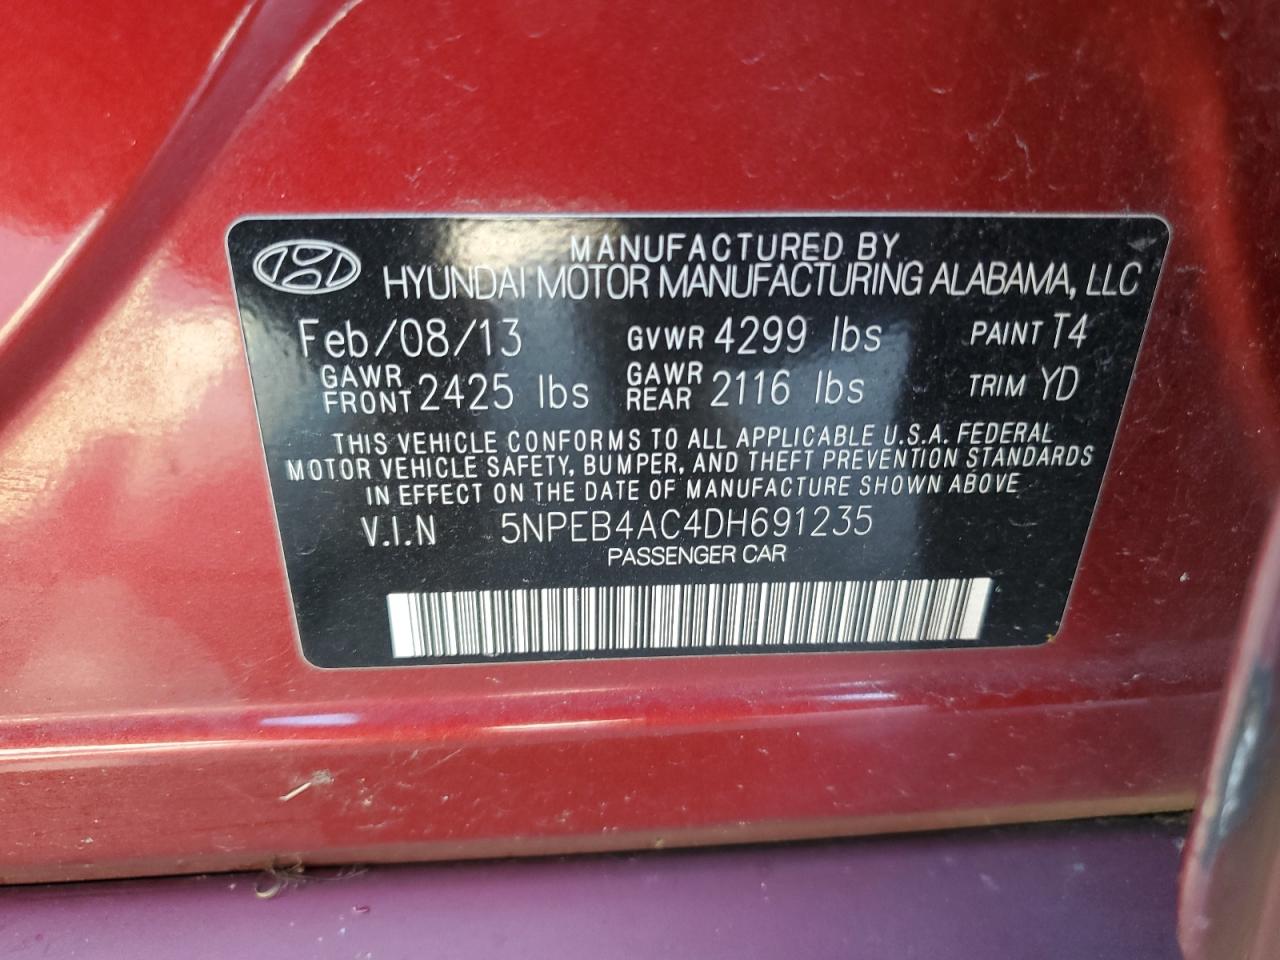 MANUFACTURED BY
HYUNDAI MOTOR MANUFACTURING ALABAMA, LLC
Feb/08/13 GVWR 4299 lbs PAINT T4
GAWR FRONT 2425 lbs GAWR REAR 2116 lbs TRIM YD
THIS VEHICLE CONFORMS TO ALL APPLICABLE U.S.A. FEDERAL
MOTOR VEHICLE SAFETY, BUMPER, AND THEFT PREVENTION STANDARDS
IN EFFECT ON THE DATE OF MANUFACTURE SHOWN ABOVE
V.I.N 5NPEB4AC4DH691235
PASSENGER CAR